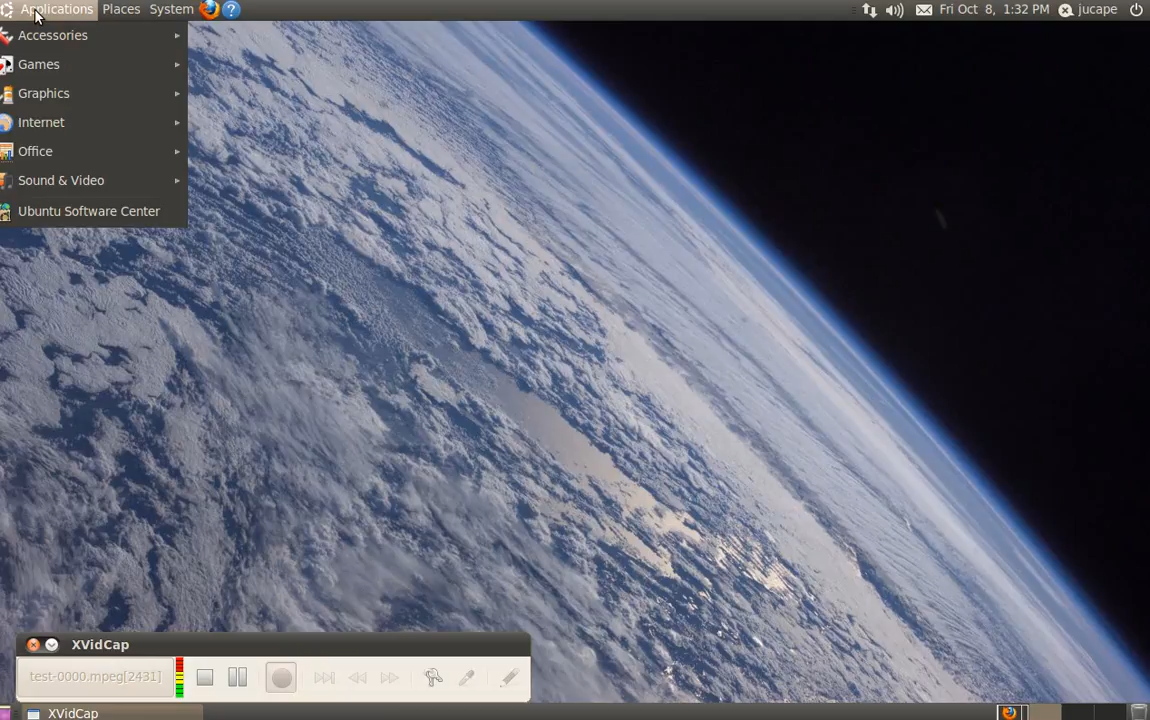 Applications Places System Fri Oct 8, 1:32 PM jucape
Accessories
Games
Graphics
Internet
Office
Sound & Video
Ubuntu Software Center
XVidCap
test-0000.mpeg[2431]
XVidCap